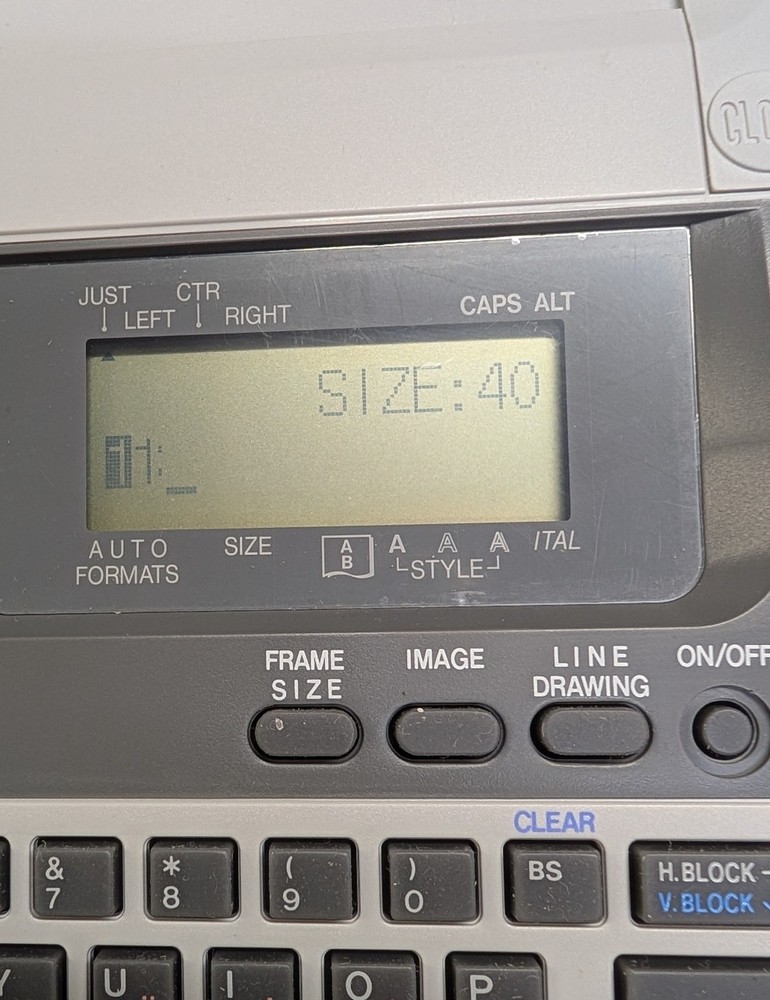 JUST CTR
LEFT RIGHT CAPS ALT
SIZE:40
1 1:_
AUTO FORMATS
SIZE
A B
A A A
STYLE
ITAL
FRAME SIZE
IMAGE
LINE DRAWING
ON/OFF
CLEAR
& 7
* 8
( 9
) 0
BS
H.BLOCK
V.BLOCK
Y U I O P